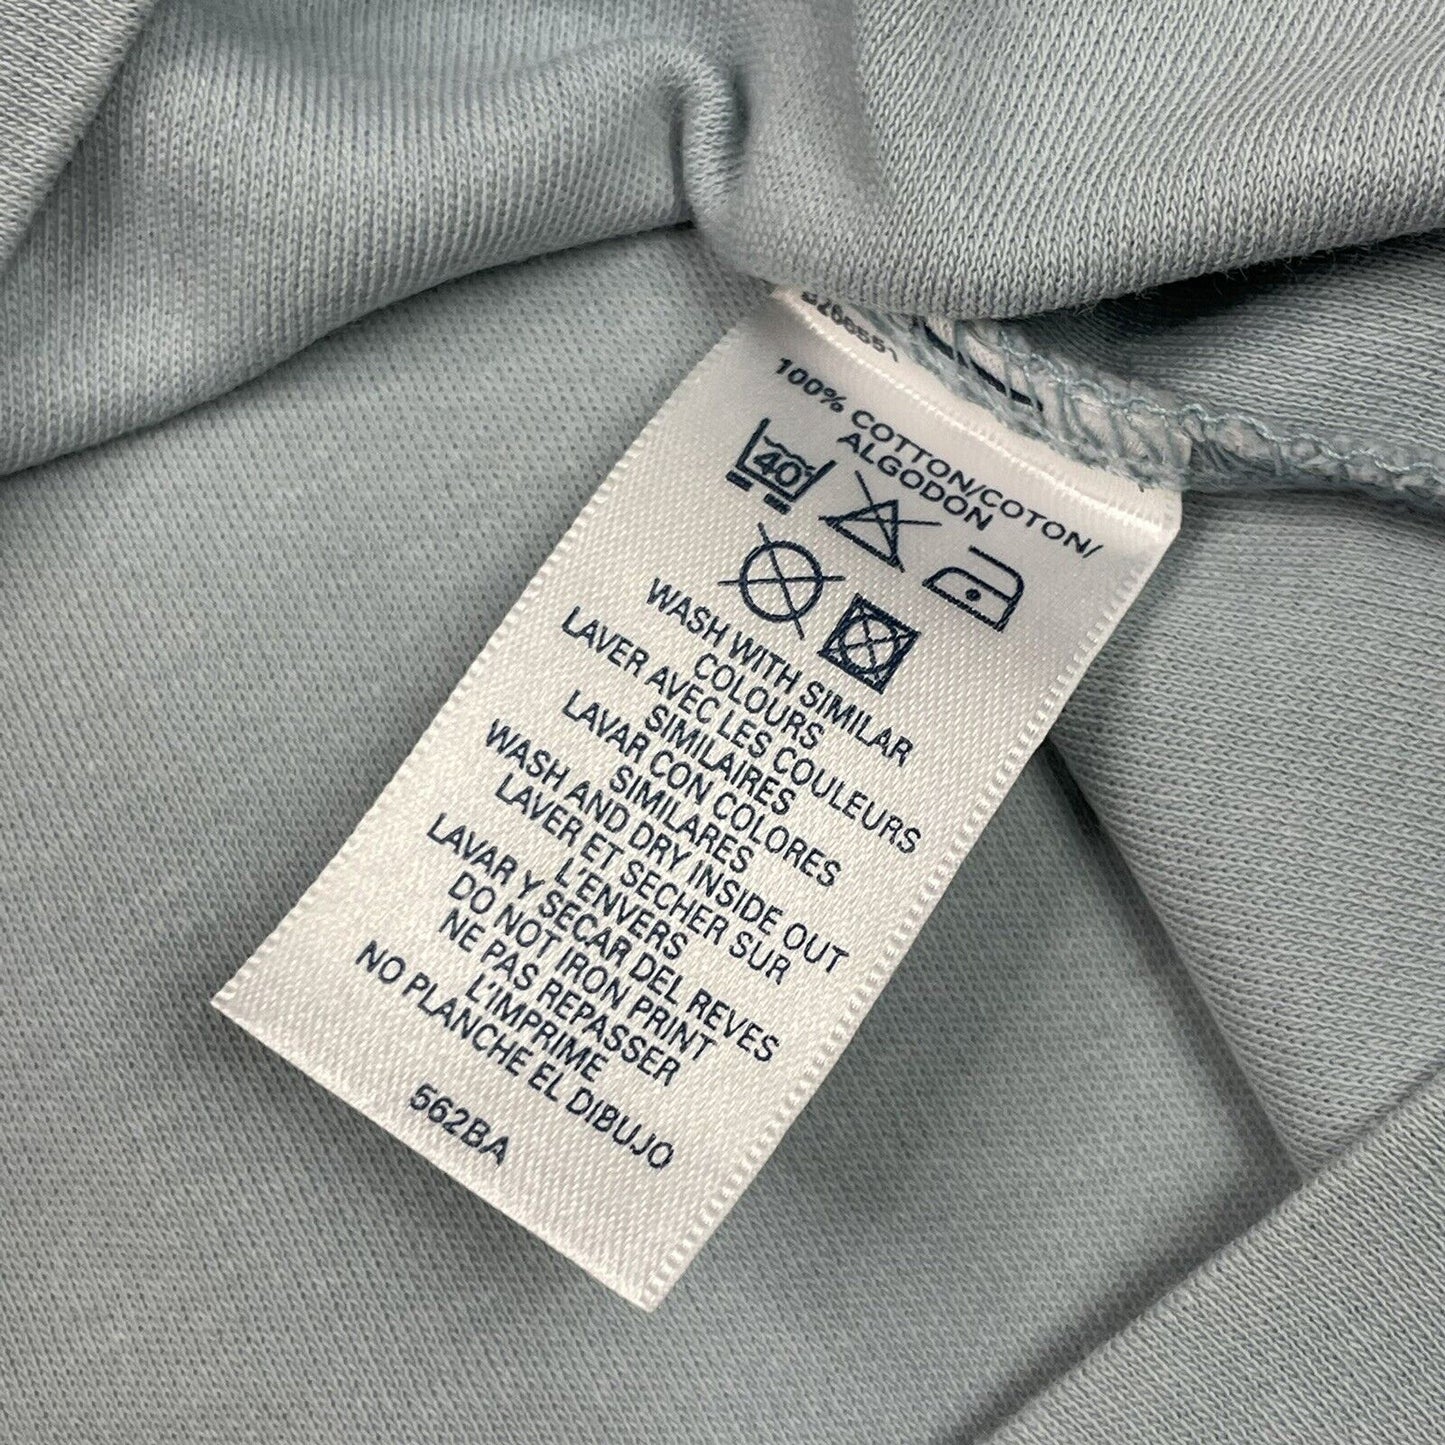 100% COTTON/COTON/
ALGODON
40
WASH WITH SIMILAR
COLOURS
LAVER AVEC LES COULEURS
SIMILAIRES
LAVAR CON COLORES
SIMILARES
WASH AND DRY INSIDE OUT
LAVER ET SECHER SUR
L'ENVERS
LAVAR Y SECAR DEL REVES
DO NOT IRON PRINT
NE PAS REPASSER
L'IMPRIME
NO PLANCHE EL DIBUJO
562BA